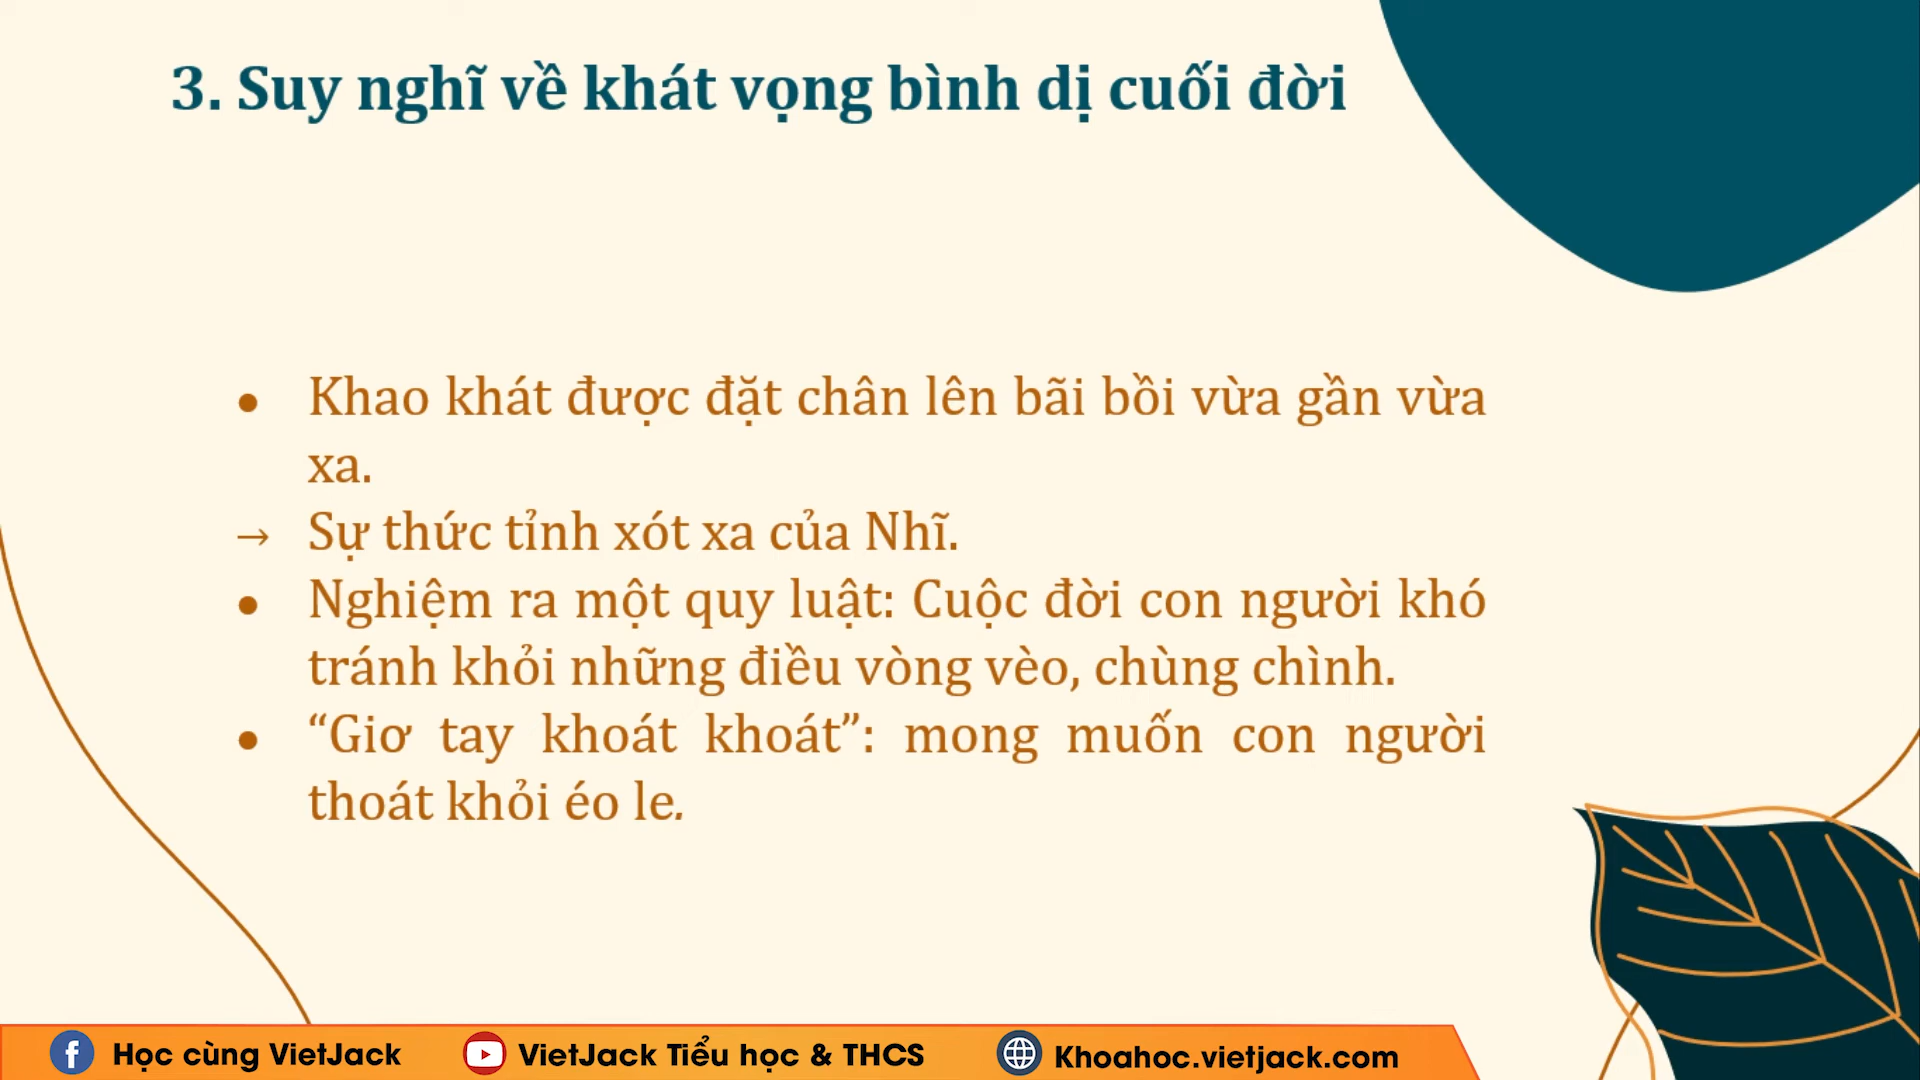 3. Suy nghĩ về khát vọng bình dị cuối đời
● Khao khát được đặt chân lên bãi bồi vừa gần vừa
xa.
→ Sự thức tỉnh xót xa của Nhĩ.
● Nghiệm ra một quy luật: Cuộc đời con người khó
tránh khỏi những điều vòng vèo, chùng chình.
● “Giơ tay khoát khoát”: mong muốn con người
thoát khỏi éo le.
Học cùng VietJack
VietJack Tiểu học & THCS
Khoahoc.vietjack.com